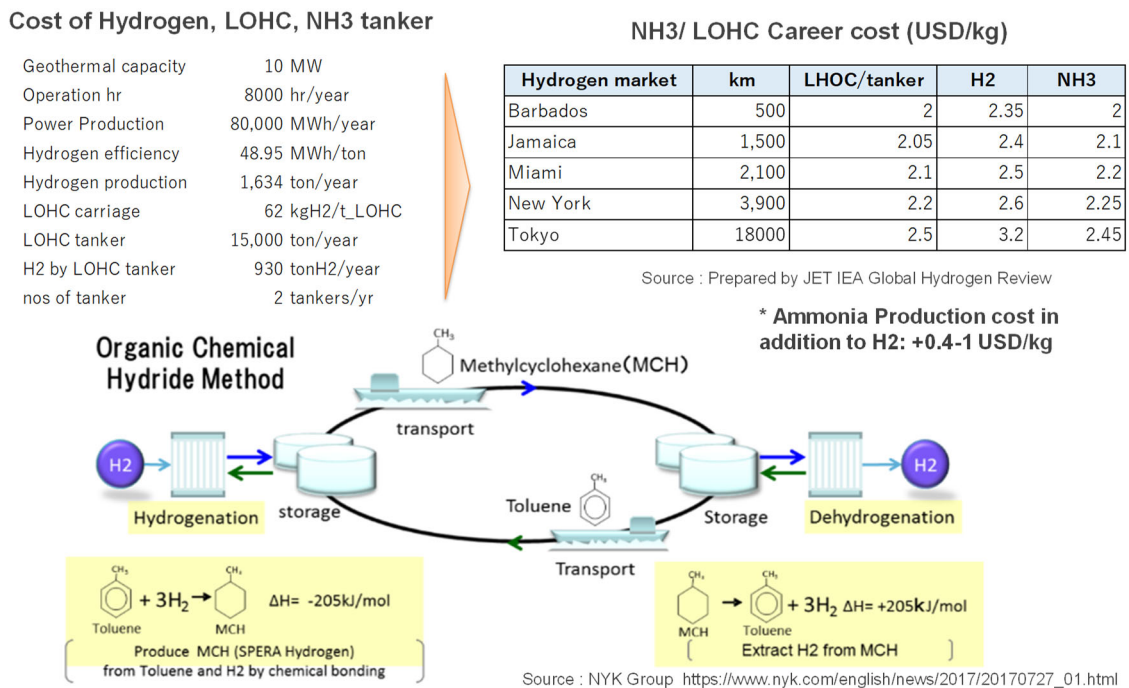 Cost of Hydrogen, LOHC, NH3 tanker
Geothermal capacity 10 MW
Operation hr 8000 hr/year
Power Production 80,000 MWh/year
Hydrogen efficiency 48.95 MWh/ton
Hydrogen production 1,634 ton/year
LOHC carriage 62 kgH2/t_LOHC
LOHC tanker 15,000 ton/year
H2 by LOHC tanker 930 tonH2/year
nos of tanker 2 tankers/yr
NH3/ LOHC Career cost (USD/kg)
Hydrogen market km LHOC/tanker H2 NH3
Barbados 500 2 2.35 2
Jamaica 1,500 2.05 2.4 2.1
Miami 2,100 2.1 2.5 2.2
New York 3,900 2.2 2.6 2.25
Tokyo 18000 2.5 3.2 2.45
Source : Prepared by JET IEA Global Hydrogen Review
* Ammonia Production cost in
addition to H2: +0.4-1 USD/kg
Organic Chemical
Hydride Method
CH3
Methylcyclohexane(MCH)
transport
H2
Hydrogenation
storage
Toluene
CH3
Transport
Storage
Dehydrogenation
H2
CH3
+ 3H2 ΔH= -205kJ/mol
Toluene MCH
CH3
Produce MCH (SPERA Hydrogen)
from Toluene and H2 by chemical bonding
CH3
CH3
+ 3H2 ΔH= +205kJ/mol
MCH Toluene
Extract H2 from MCH
Source : NYK Group https://www.nyk.com/english/news/2017/20170727_01.html